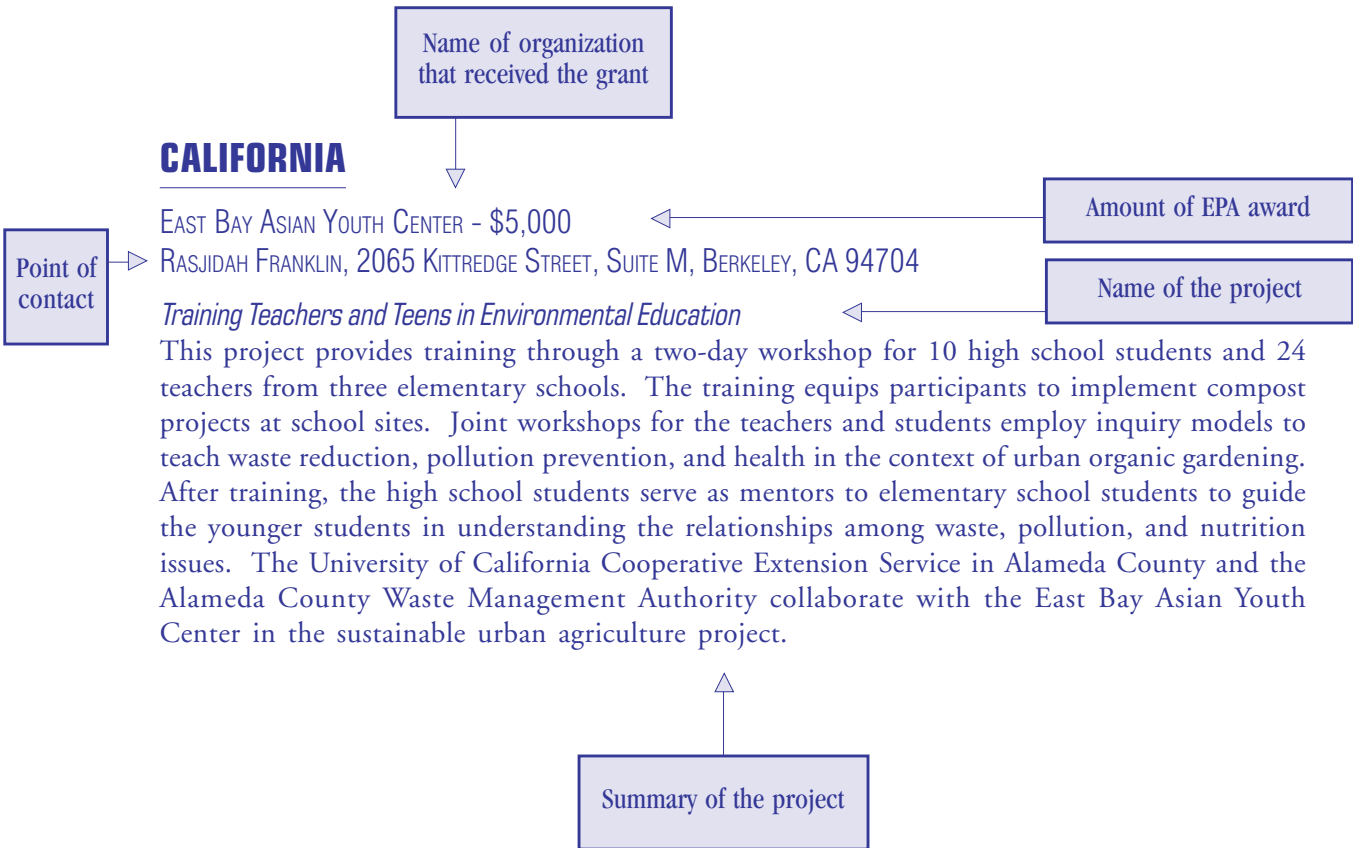 Name of organization
that received the grant
CALIFORNIA
EAST BAY ASIAN YOUTH CENTER - $5,000
Amount of EPA award
Point of
contact
RASJIDAH FRANKLIN, 2065 KITTREDGE STREET, SUITE M, BERKELEY, CA 94704
Name of the project
Training Teachers and Teens in Environmental Education
This project provides training through a two-day workshop for 10 high school students and 24
teachers from three elementary schools. The training equips participants to implement compost
projects at school sites. Joint workshops for the teachers and students employ inquiry models to
teach waste reduction, pollution prevention, and health in the context of urban organic gardening.
After training, the high school students serve as mentors to elementary school students to guide
the younger students in understanding the relationships among waste, pollution, and nutrition
issues. The University of California Cooperative Extension Service in Alameda County and the
Alameda County Waste Management Authority collaborate with the East Bay Asian Youth
Center in the sustainable urban agriculture project.
Summary of the project